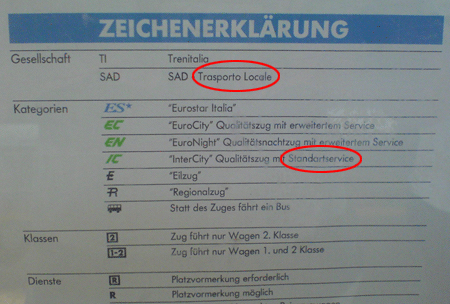 ZEICHENERKLÄRUNG
Gesellschaft TI Trenitalia
SAD SAD Trasporto Locale
Kategorien ES* "Eurostar Italia"
EC "EuroCity" Qualitätszug mit erweitertem Service
EN "EuroNight" Qualitätsnachtzug mit erweitertem Service
IC "InterCity" Qualitätszug mit Standartservice
E "Eilzug"
R "Regionalzug"
Statt des Zuges fährt ein Bus
Klassen 2 Zug führt nur Wagen 2. Klasse
1-2 Zug führt nur Wagen 1. und 2 Klasse
Dienste R Platzvormerkung erforderlich
R Platzvormerkung möglich